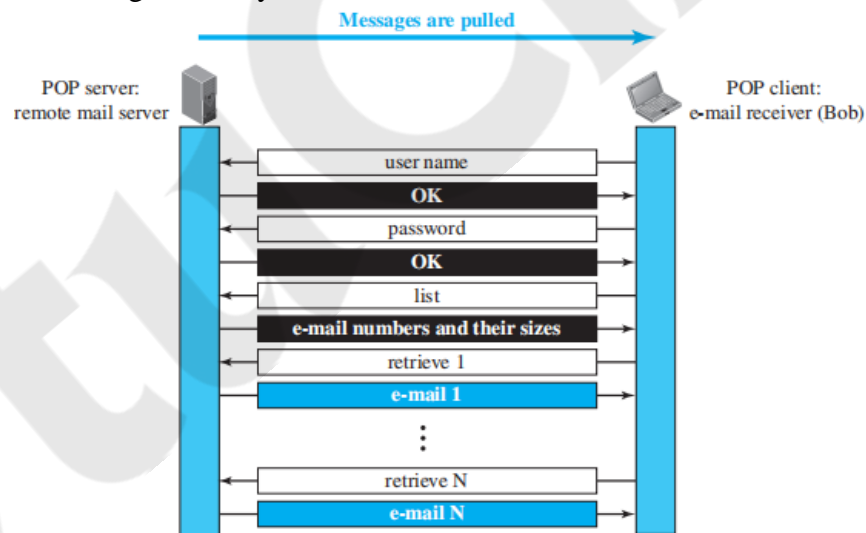 Messages are pulled
POP server:
remote mail server
POP client:
e-mail receiver (Bob)
user name
OK
password
OK
list
e-mail numbers and their sizes
retrieve 1
e-mail 1
retrieve N
e-mail N